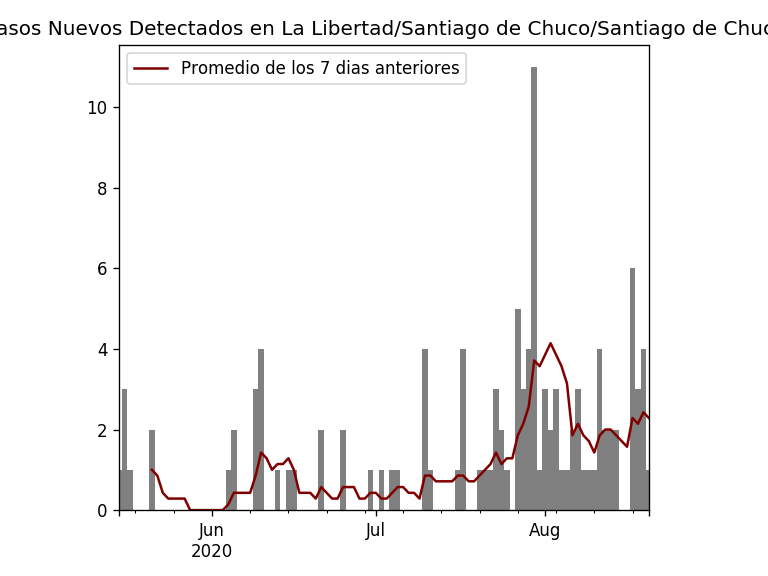 asos Nuevos Detectados en La Libertad/Santiago de Chuco/Santiago de Chuc
Promedio de los 7 dias anteriores
10
8
6
4
2
0
Jun
2020
Jul
Aug